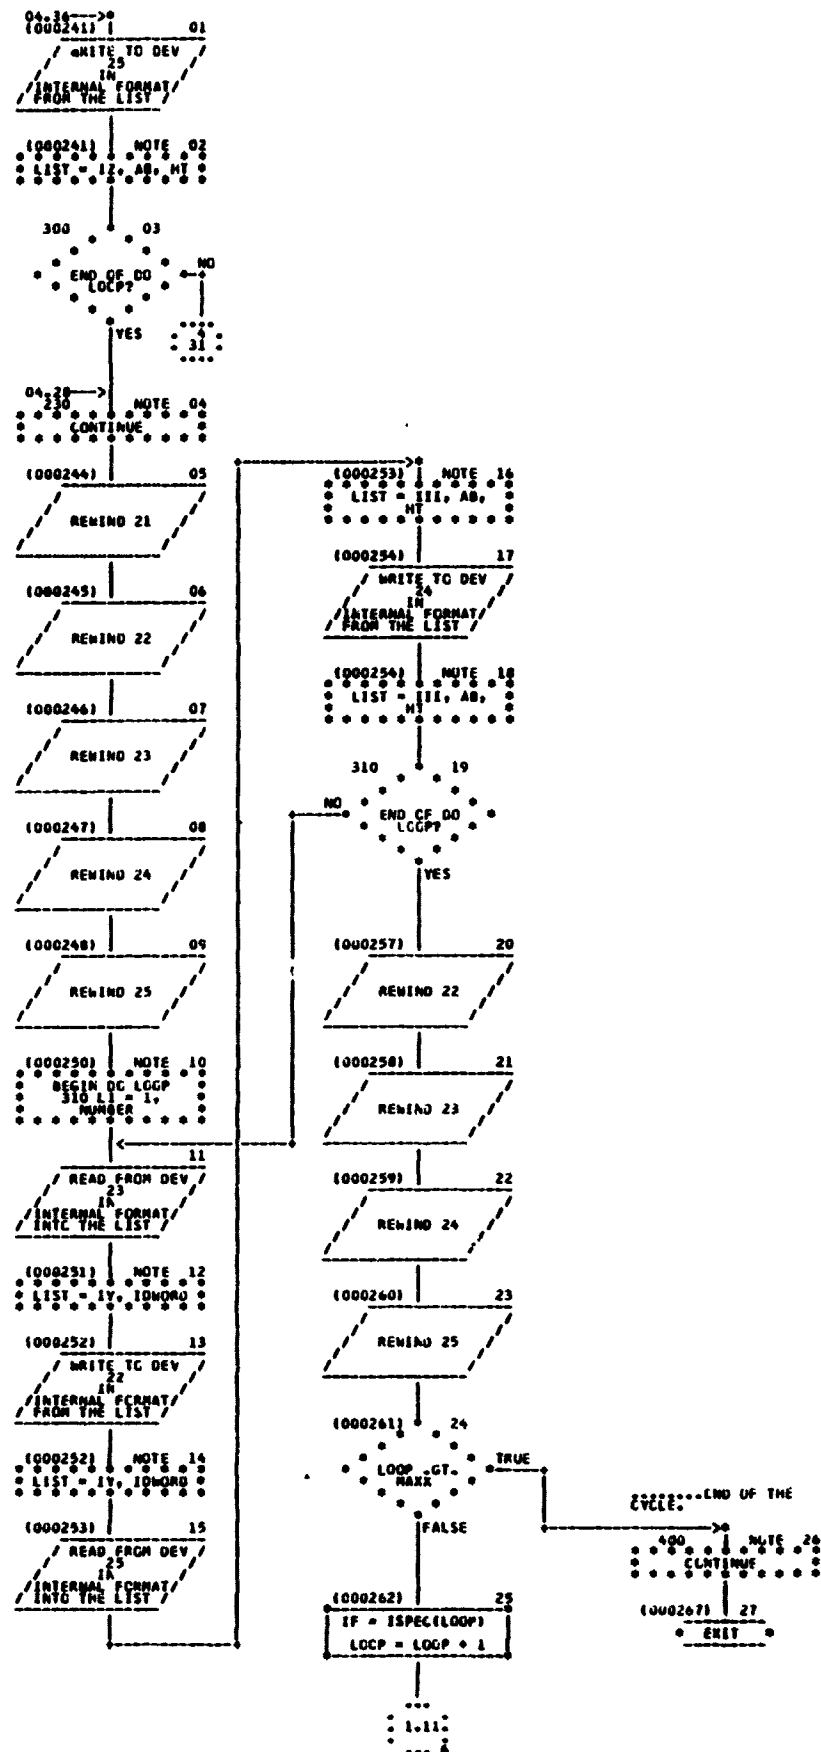 04.36--->*
(000241) 01
WRITE TO DEV
25
IN
INTERNAL FORMAT
FROM THE LIST
(000241) NOTE 02
LIST = IZ, AB, HT
300 03
END OF DO
LOOP?
NO
YES
4
31
04.28--->
230 NOTE 04
CONTINUE
(000244) 05
REWIND 21
(000245) 06
REWIND 22
(000246) 07
REWIND 23
(000247) 08
REWIND 24
(000248) 09
REWIND 25
(000250) NOTE 10
BEGIN DO LOOP
310 LI = 1,
NUMBER
11
READ FROM DEV
23
IN
INTERNAL FORMAT
INTO THE LIST
(000251) NOTE 12
LIST = IY, IDWORD
(000252) 13
WRITE TO DEV
22
IN
INTERNAL FORMAT
FROM THE LIST
(000252) NOTE 14
LIST = IY, IDWORD
(000253) 15
READ FROM DEV
25
IN
INTERNAL FORMAT
INTO THE LIST
(000253) NOTE 16
LIST = III, AB,
HT
(000254) 17
WRITE TO DEV
24
IN
INTERNAL FORMAT
FROM THE LIST
(000254) NOTE 18
LIST = III, AB,
HT
310 19
NO
END OF DO
LOOP?
YES
(000257) 20
REWIND 22
(000258) 21
REWIND 23
(000259) 22
REWIND 24
(000260) 23
REWIND 25
(000261) 24
LOOP .GT.
MAXX
TRUE
FALSE
(000262) 25
IF = ISPEC(LOOP)
LOOP = LOOP + 1
1.11
........END OF THE
CYCLE.
400 NOTE 26
CONTINUE
(000267) 27
EXIT